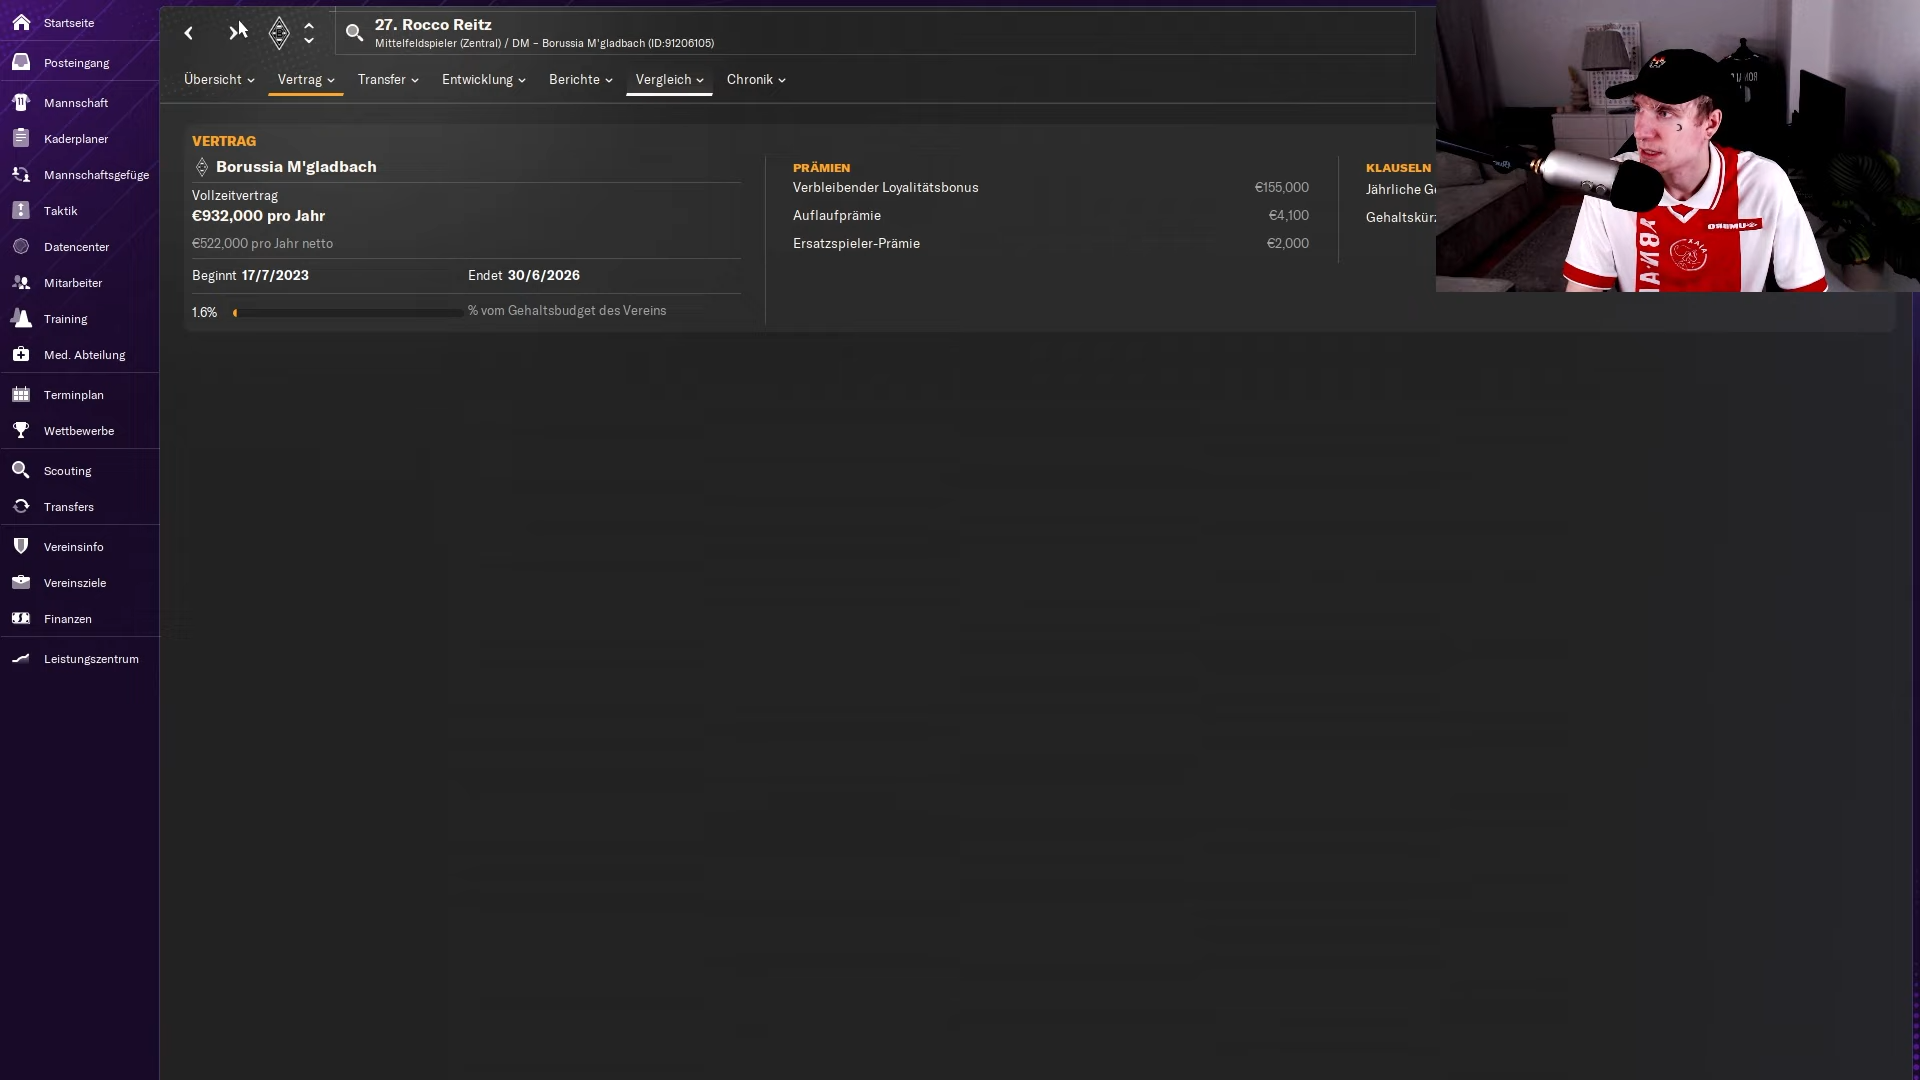 Startseite
Posteingang
Mannschaft
Kaderplaner
Mannschaftsgefüge
Taktik
Datencenter
Mitarbeiter
Training
Med. Abteilung
Terminplan
Wettbewerbe
Scouting
Transfers
Vereinsinfo
Vereinsziele
Finanzen
Leistungszentrum
27. Rocco Reitz
Mittelfeldspieler (Zentral) / DM – Borussia M'gladbach (ID:91206105)
Übersicht Vertrag Transfer Entwicklung Berichte Vergleich Chronik
VERTRAG
Borussia M'gladbach
Vollzeitvertrag
€932,000 pro Jahr
€522,000 pro Jahr netto
Beginnt 17/7/2023 Endet 30/6/2026
1.6% % vom Gehaltsbudget des Vereins
PRÄMIEN
Verbleibender Loyalitätsbonus €155,000
Auflaufprämie €4,100
Ersatzspieler-Prämie €2,000
KLAUSELN
Jährliche